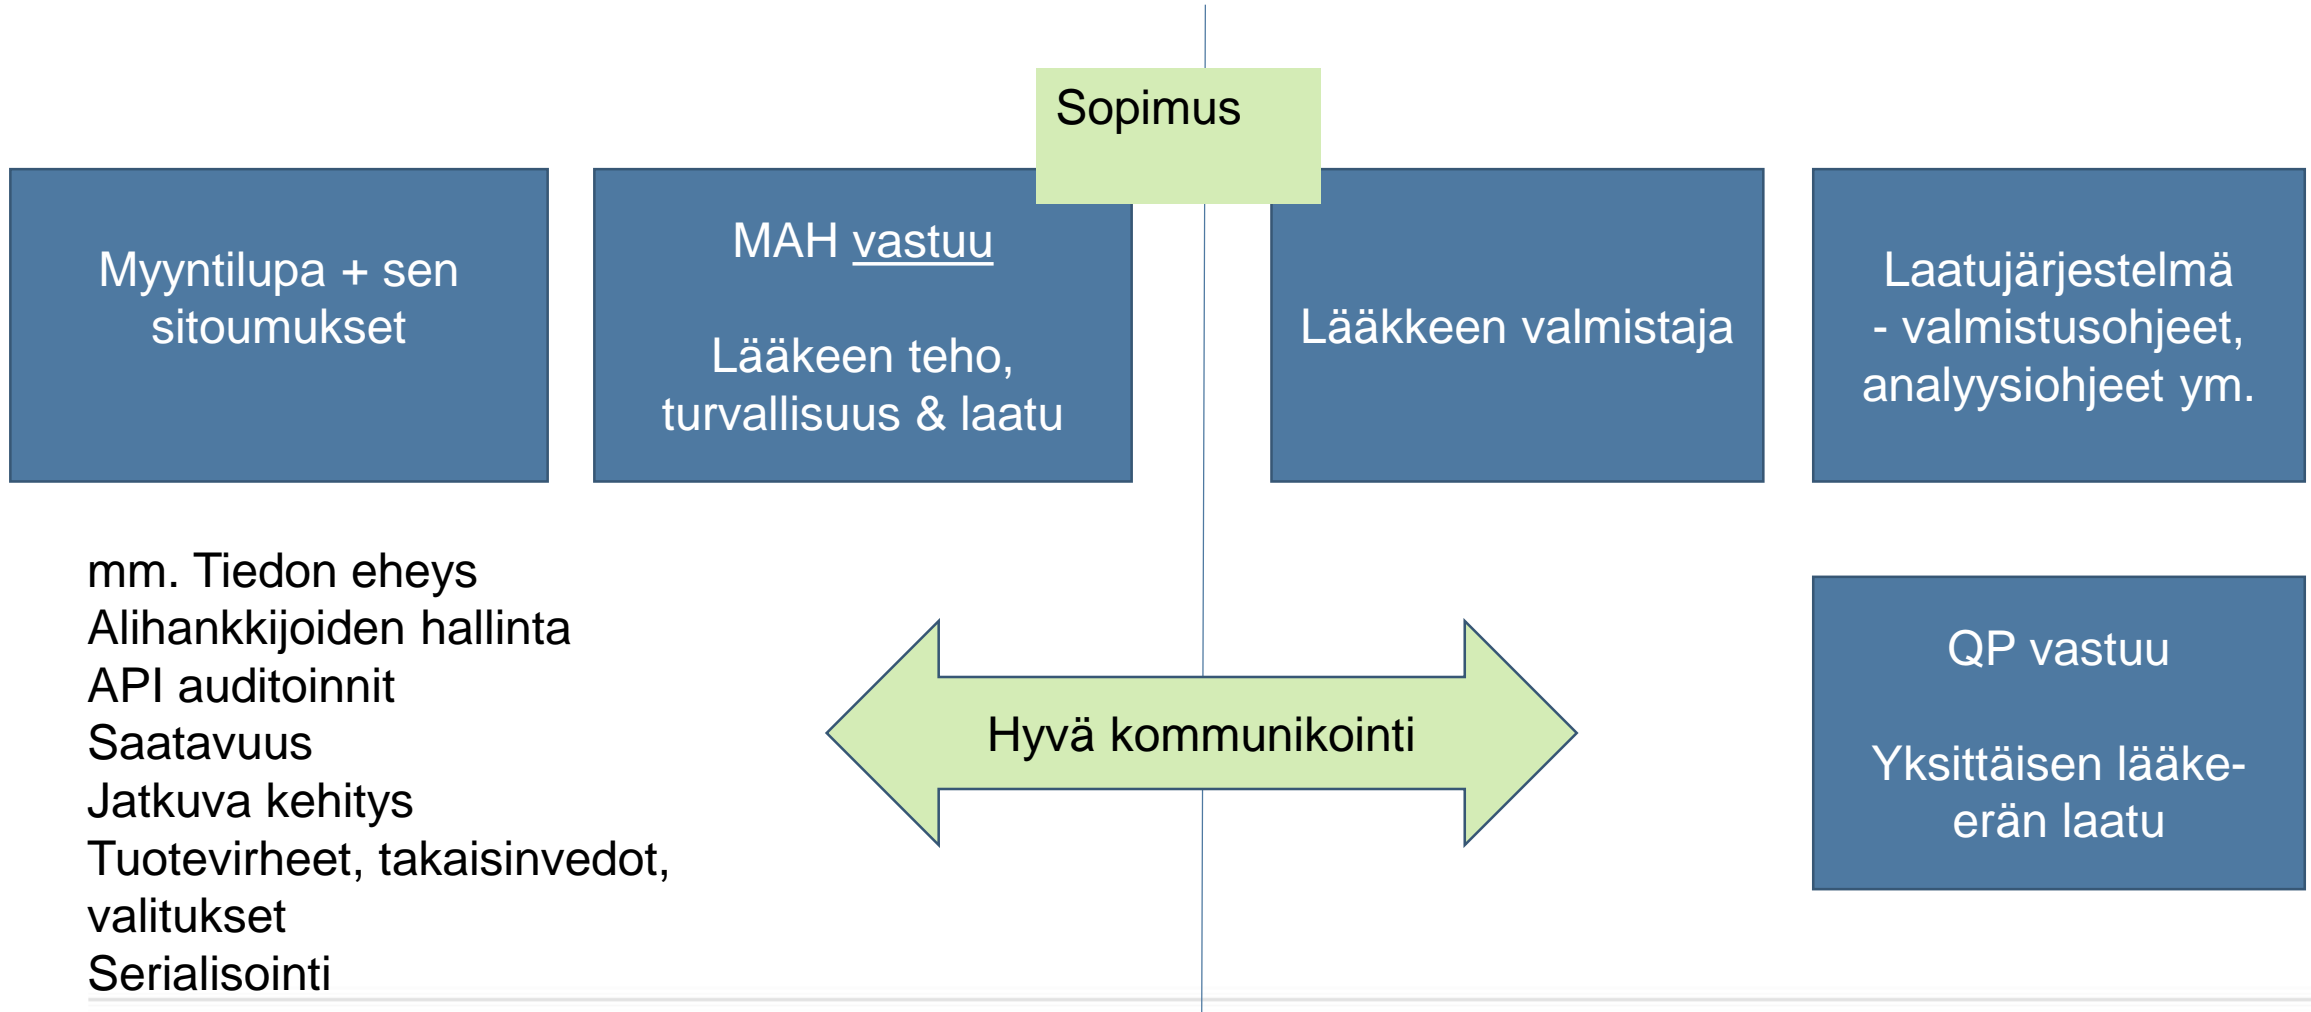 Sopimus
Myyntilupa + sen
sitoumukset
MAH vastuu
Lääkeen teho,
turvallisuus & laatu
Lääkkeen valmistaja
Laatujärjestelmä
- valmistusohjeet,
analyysiohjeet ym.
mm. Tiedon eheys
Alihankkijoiden hallinta
API auditoinnit
Saatavuus
Jatkuva kehitys
Tuotevirheet, takaisinvedot,
valitukset
Serialisointi
Hyvä kommunikointi
QP vastuu
Yksittäisen lääke-
erän laatu